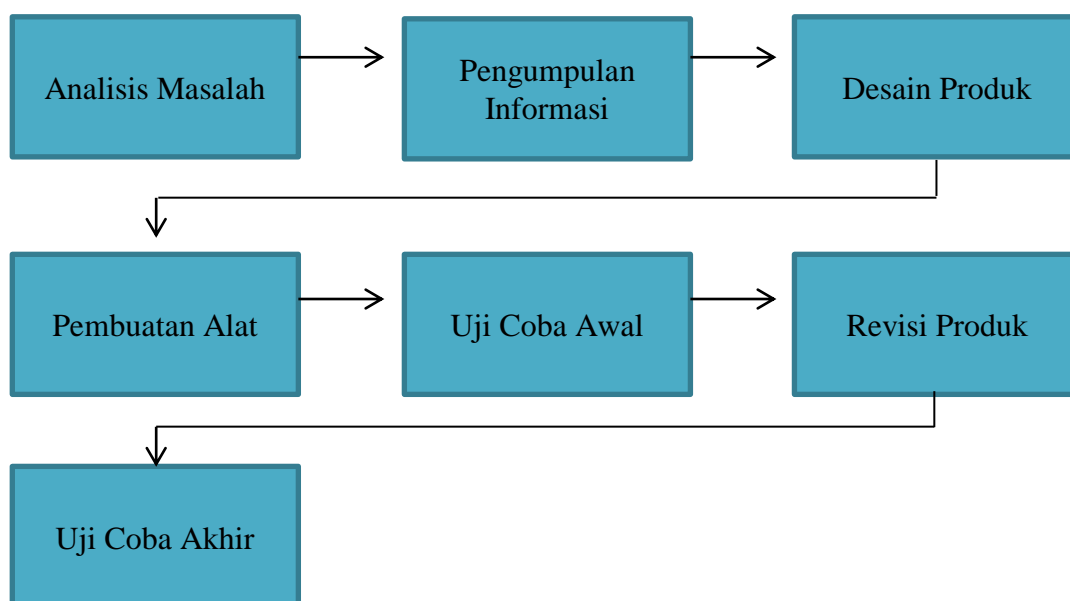 Analisis Masalah
Pengumpulan
Informasi
Desain Produk
Pembuatan Alat
Uji Coba Awal
Revisi Produk
Uji Coba Akhir